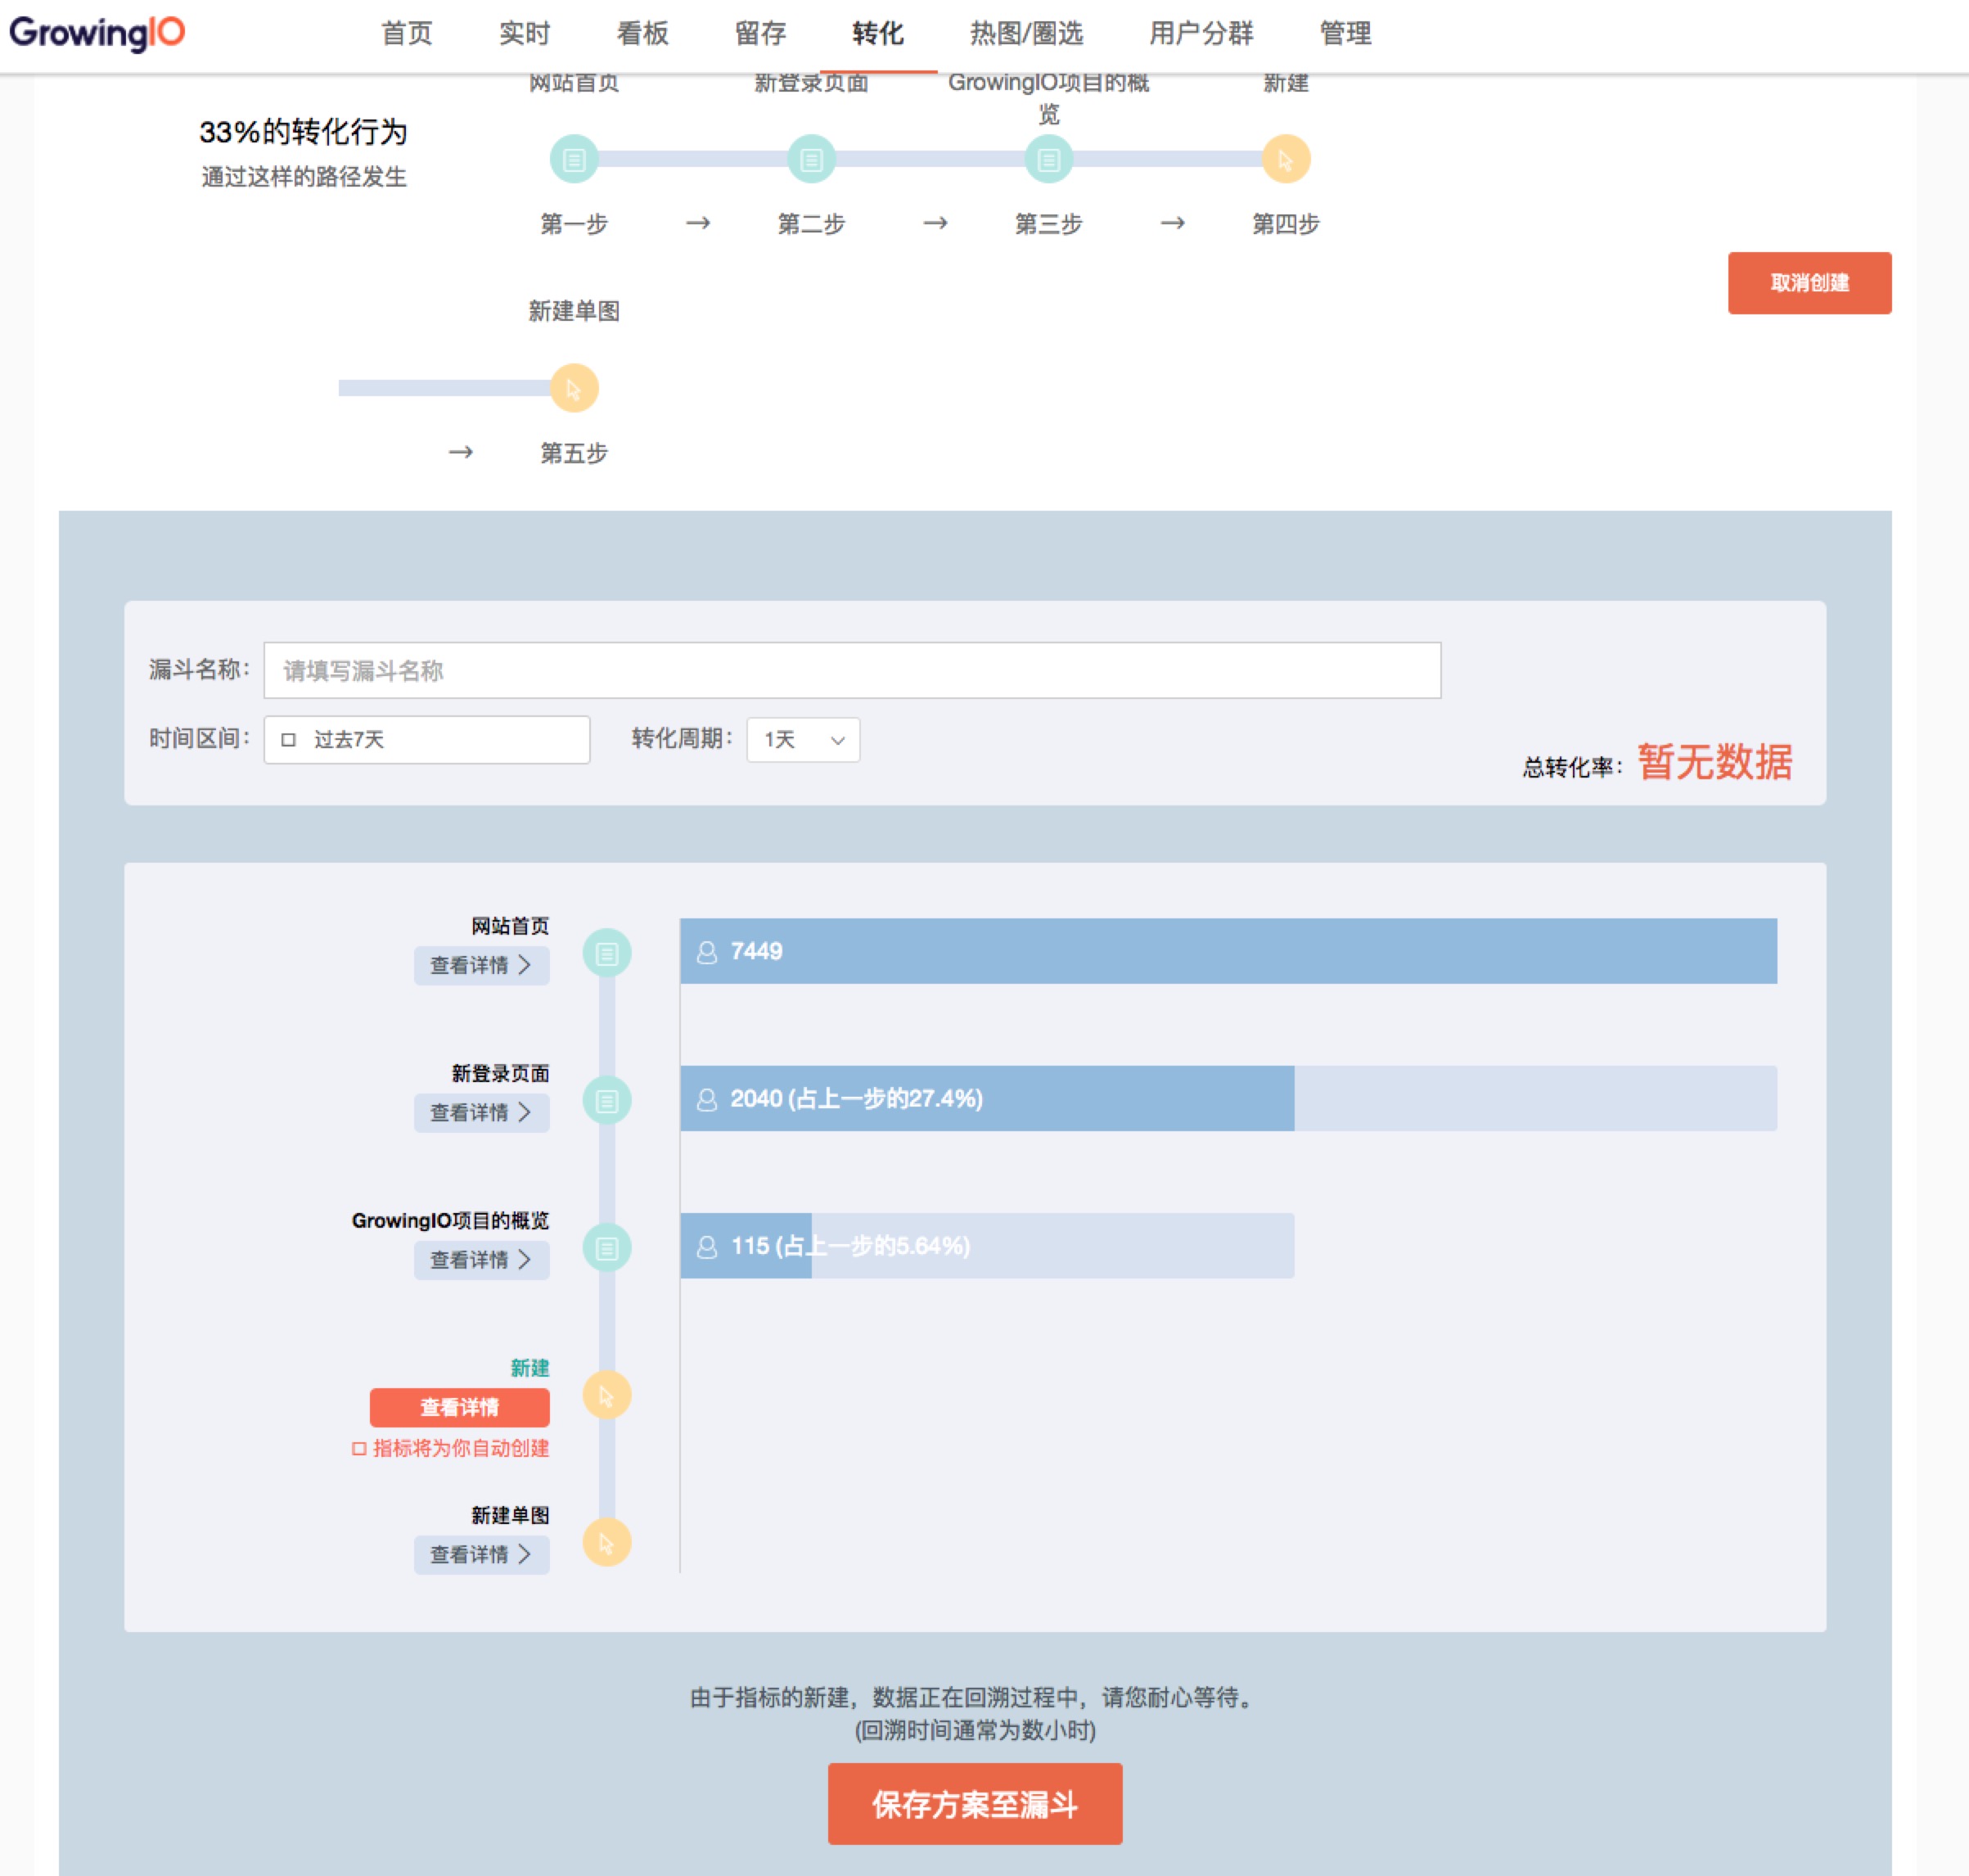 GrowingIO
首页 实时 看板 留存 转化 热图/圈选 用户分群 管理
网站首页 新登录页面 GrowingIO项目的概览 新建
33%的转化行为
通过这样的路径发生
第一步 → 第二步 → 第三步 → 第四步
取消创建
新建单图
→ 第五步
漏斗名称: 请填写漏斗名称
时间区间: 过去7天 转化周期: 1天
总转化率: 暂无数据
网站首页
查看详情 >
7449
新登录页面
查看详情 >
2040 (占上一步的27.4%)
GrowingIO项目的概览
查看详情 >
115 (占上一步的5.64%)
新建
查看详情
指标将为你自动创建
新建单图
查看详情 >
由于指标的新建，数据正在回溯过程中，请您耐心等待。
(回溯时间通常为数小时)
保存方案至漏斗